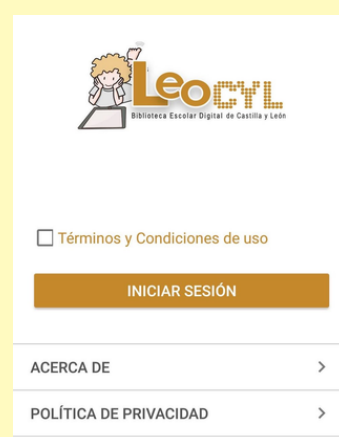 LeoCYL
Biblioteca Escolar Digital de Castilla y León
Términos y Condiciones de uso
INICIAR SESIÓN
ACERCA DE
POLÍTICA DE PRIVACIDAD